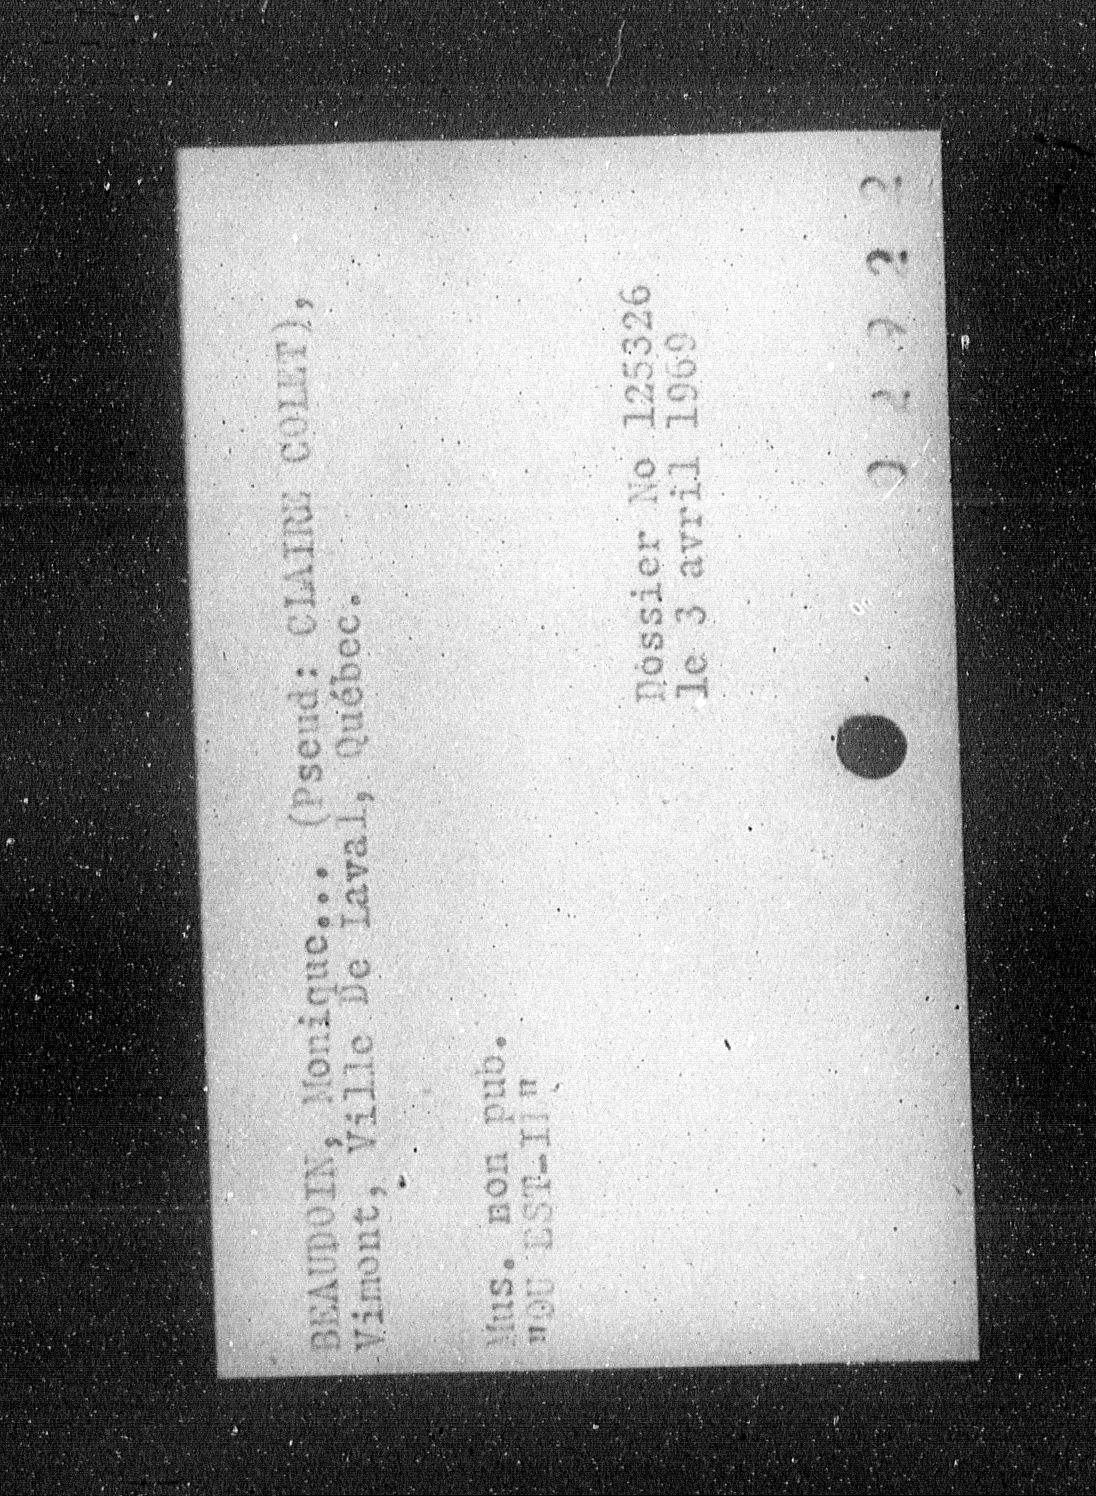 BEAUDOIN, Monique... (Pseud: CLAIRE COLET),
Vimont, Ville De Laval, Québec.
Mus. non pub.
"OU EST-IL"
Dossier No 125326
le 3 avril 1969